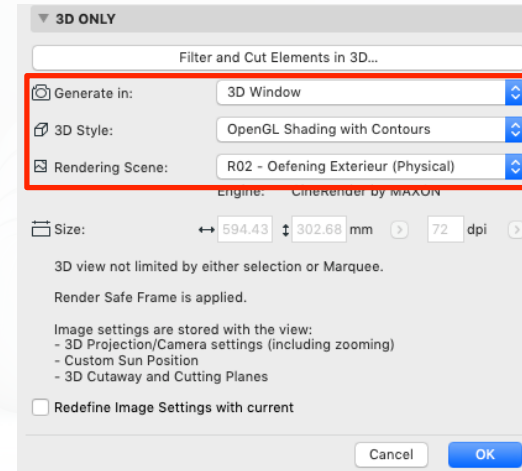 3D ONLY
Filter and Cut Elements in 3D...
Generate in: 3D Window
3D Style: OpenGL Shading with Contours
Rendering Scene: R02 - Oefening Exterieur (Physical)
Engine: CineRender by MAXON
Size: 594.43 302.68 mm 72 dpi
3D view not limited by either selection or Marquee.
Render Safe Frame is applied.
Image settings are stored with the view:
- 3D Projection/Camera settings (including zooming)
- Custom Sun Position
- 3D Cutaway and Cutting Planes
Redefine Image Settings with current
Cancel OK